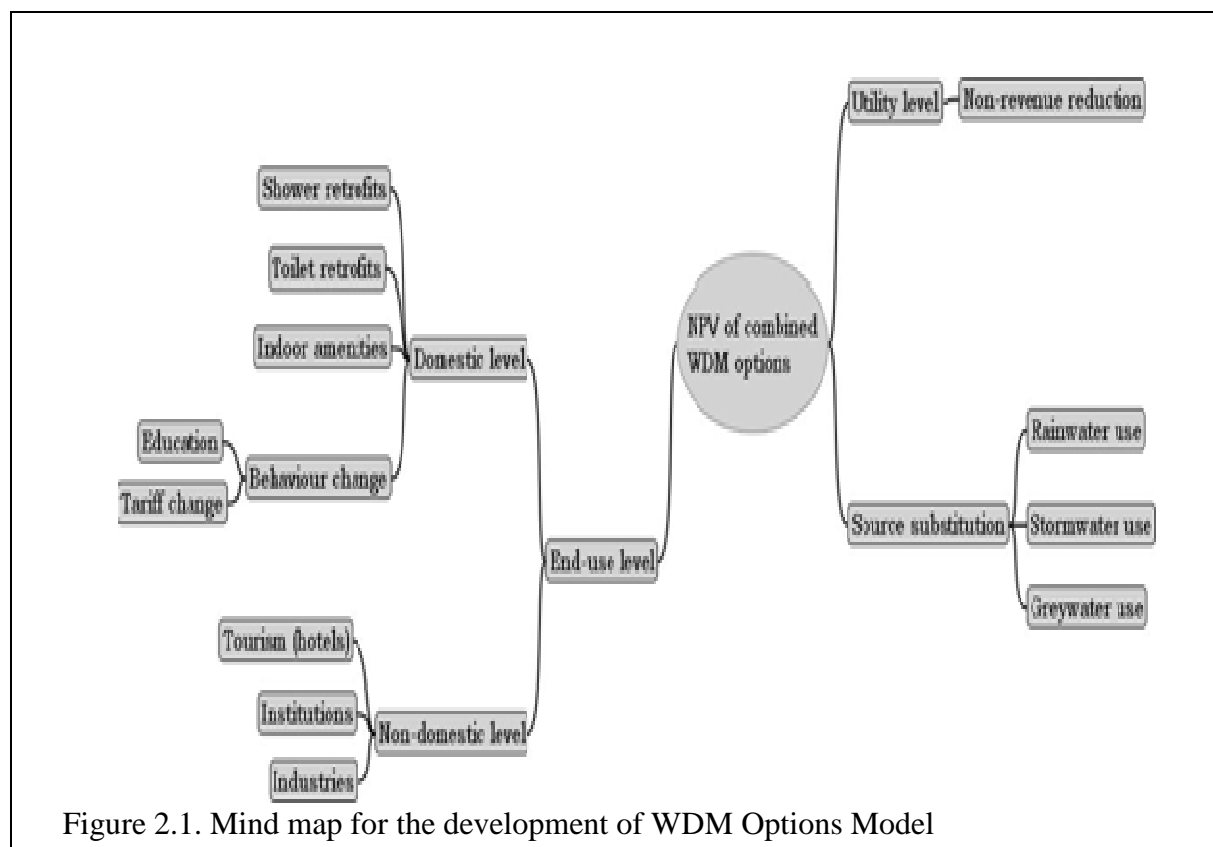 Utility level
Non-revenue reduction
Shower retrofits
Toilet retrofits
Indoor amenities
Domestic level
Education
Behaviour change
Tariff change
NPV of combined
WDM options
Rainwater use
Source substitution
Stormwater use
Greywater use
End-use level
Tourism (hotels)
Institutions
Non-domestic level
Industries
Figure 2.1. Mind map for the development of WDM Options Model